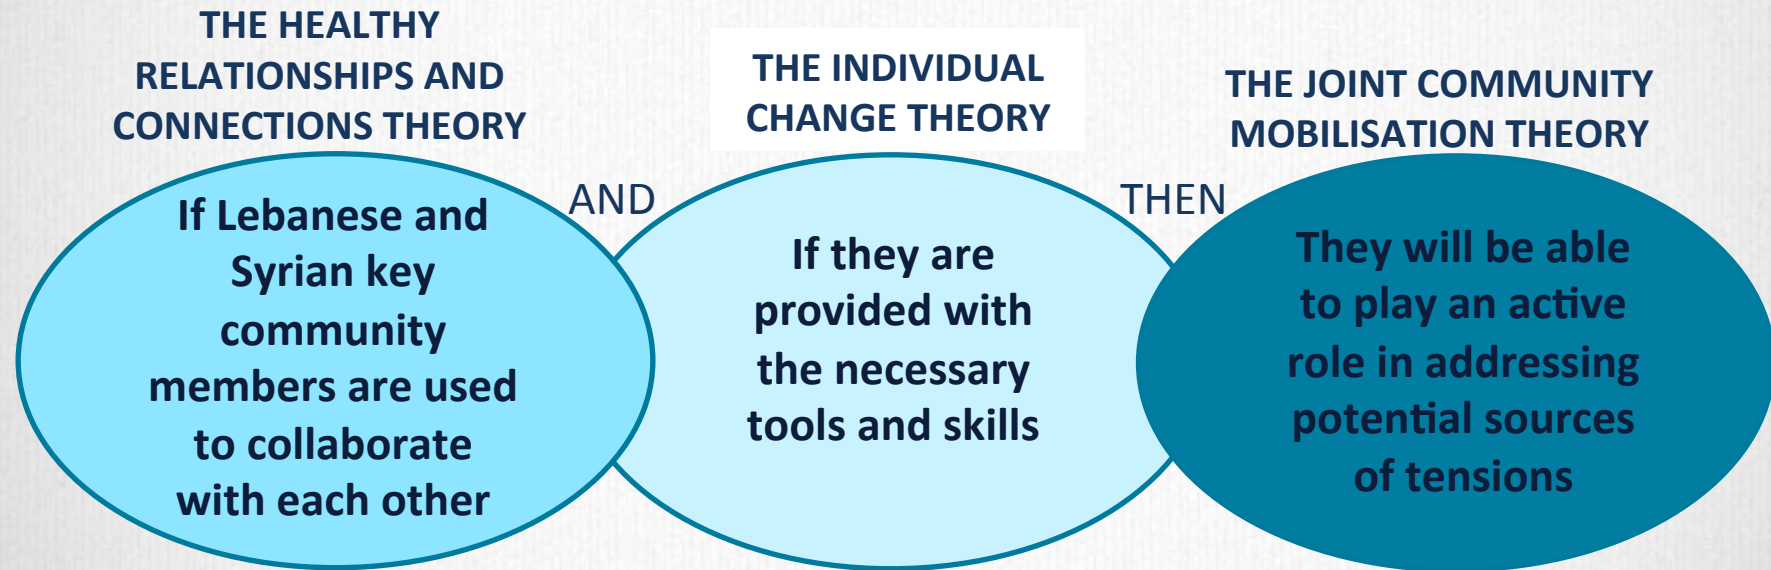 THE HEALTHY
RELATIONSHIPS AND
CONNECTIONS THEORY
If Lebanese and
Syrian key
community
members are used
to collaborate
with each other
AND
THE INDIVIDUAL
CHANGE THEORY
If they are
provided with
the necessary
tools and skills
THEN
THE JOINT COMMUNITY
MOBILISATION THEORY
They will be able
to play an active
role in addressing
potential sources
of tensions